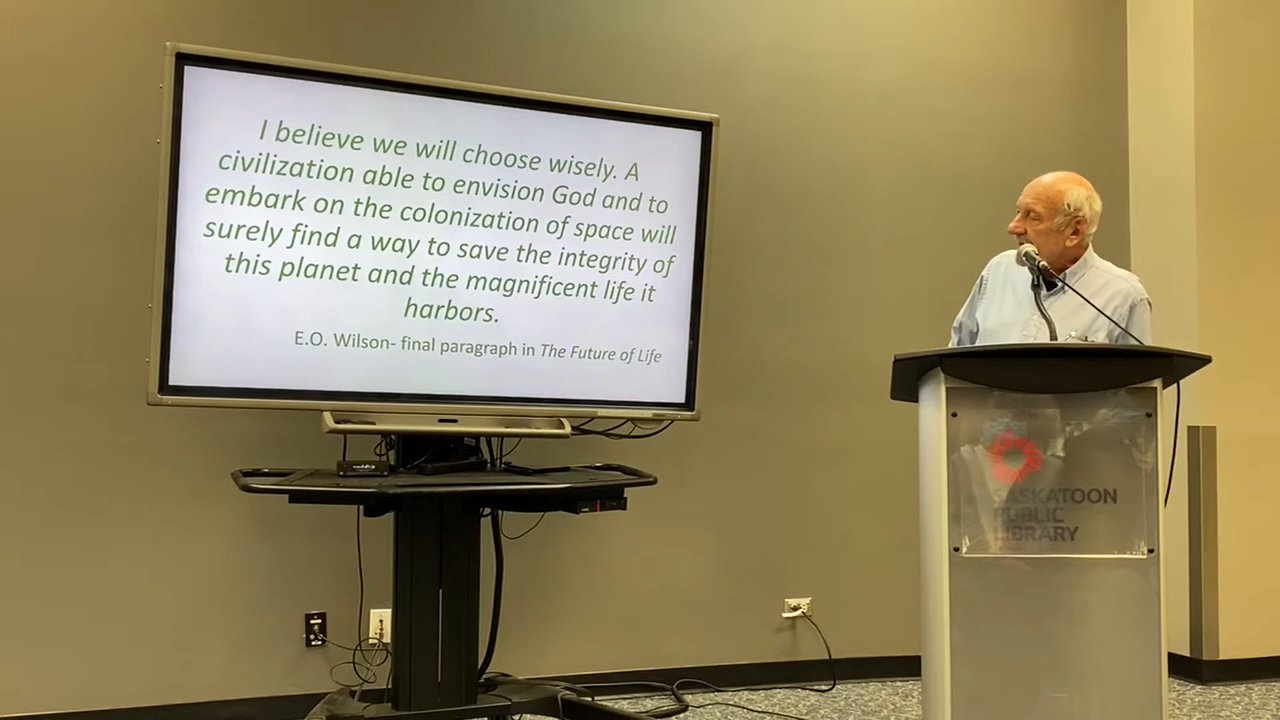 I believe we will choose wisely. A
civilization able to envision God and to
embark on the colonization of space will
surely find a way to save the integrity of
this planet and the magnificent life it
harbors.
E.O. Wilson- final paragraph in The Future of Life
SASKATOON
PUBLIC
LIBRARY